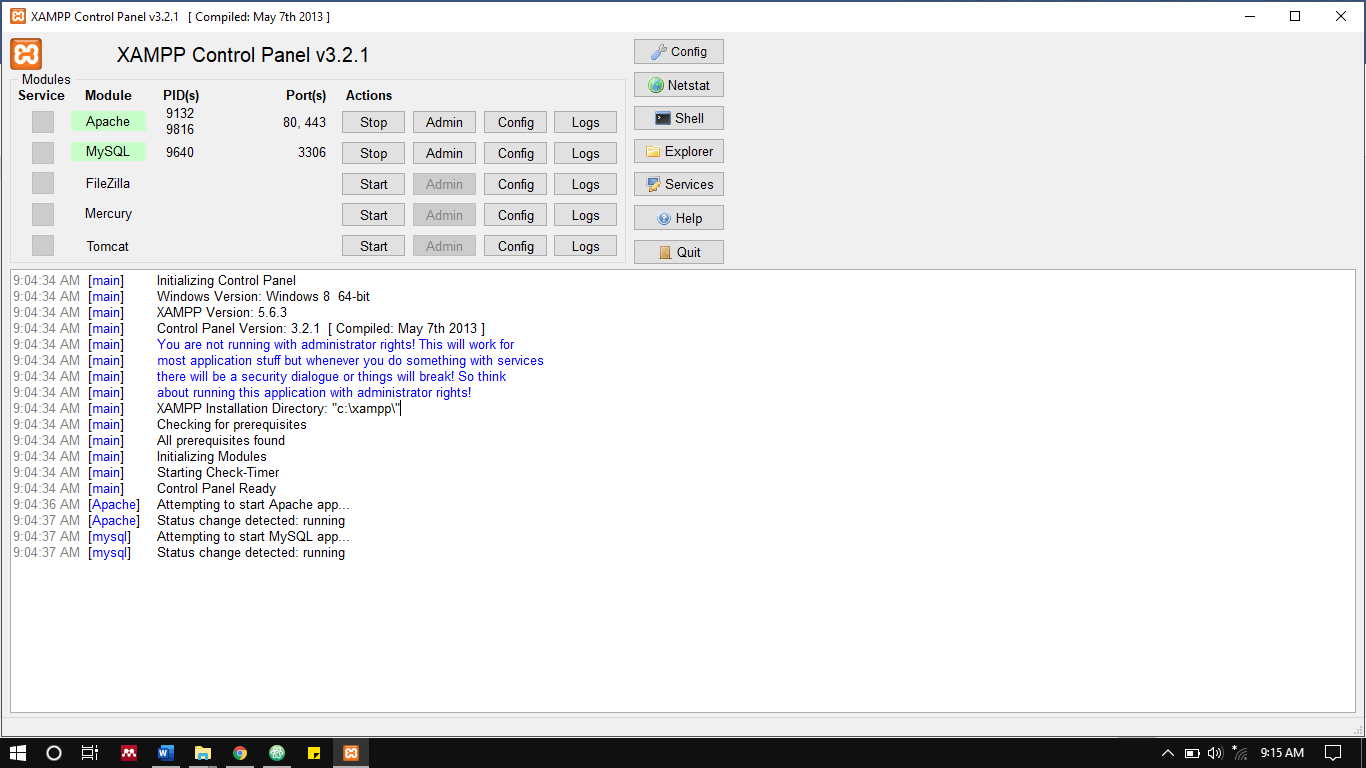 XAMPP Control Panel v3.2.1 [ Compiled: May 7th 2013 ]
XAMPP Control Panel v3.2.1
Config
Netstat
Shell
Explorer
Services
Help
Quit
Modules
Service Module PID(s) Port(s) Actions
Apache 9132 9816 80, 443 Stop Admin Config Logs
MySQL 9640 3306 Stop Admin Config Logs
FileZilla Start Admin Config Logs
Mercury Start Admin Config Logs
Tomcat Start Admin Config Logs
9:04:34 AM [main] Initializing Control Panel
9:04:34 AM [main] Windows Version: Windows 8 64-bit
9:04:34 AM [main] XAMPP Version: 5.6.3
9:04:34 AM [main] Control Panel Version: 3.2.1 [ Compiled: May 7th 2013 ]
9:04:34 AM [main] You are not running with administrator rights! This will work for
9:04:34 AM [main] most application stuff but whenever you do something with services
9:04:34 AM [main] there will be a security dialogue or things will break! So think
9:04:34 AM [main] about running this application with administrator rights!
9:04:34 AM [main] XAMPP Installation Directory: "c:\xampp\"
9:04:34 AM [main] Checking for prerequisites
9:04:34 AM [main] All prerequisites found
9:04:34 AM [main] Initializing Modules
9:04:34 AM [main] Starting Check-Timer
9:04:34 AM [main] Control Panel Ready
9:04:36 AM [Apache] Attempting to start Apache app...
9:04:37 AM [Apache] Status change detected: running
9:04:37 AM [mysql] Attempting to start MySQL app...
9:04:37 AM [mysql] Status change detected: running
9:15 AM